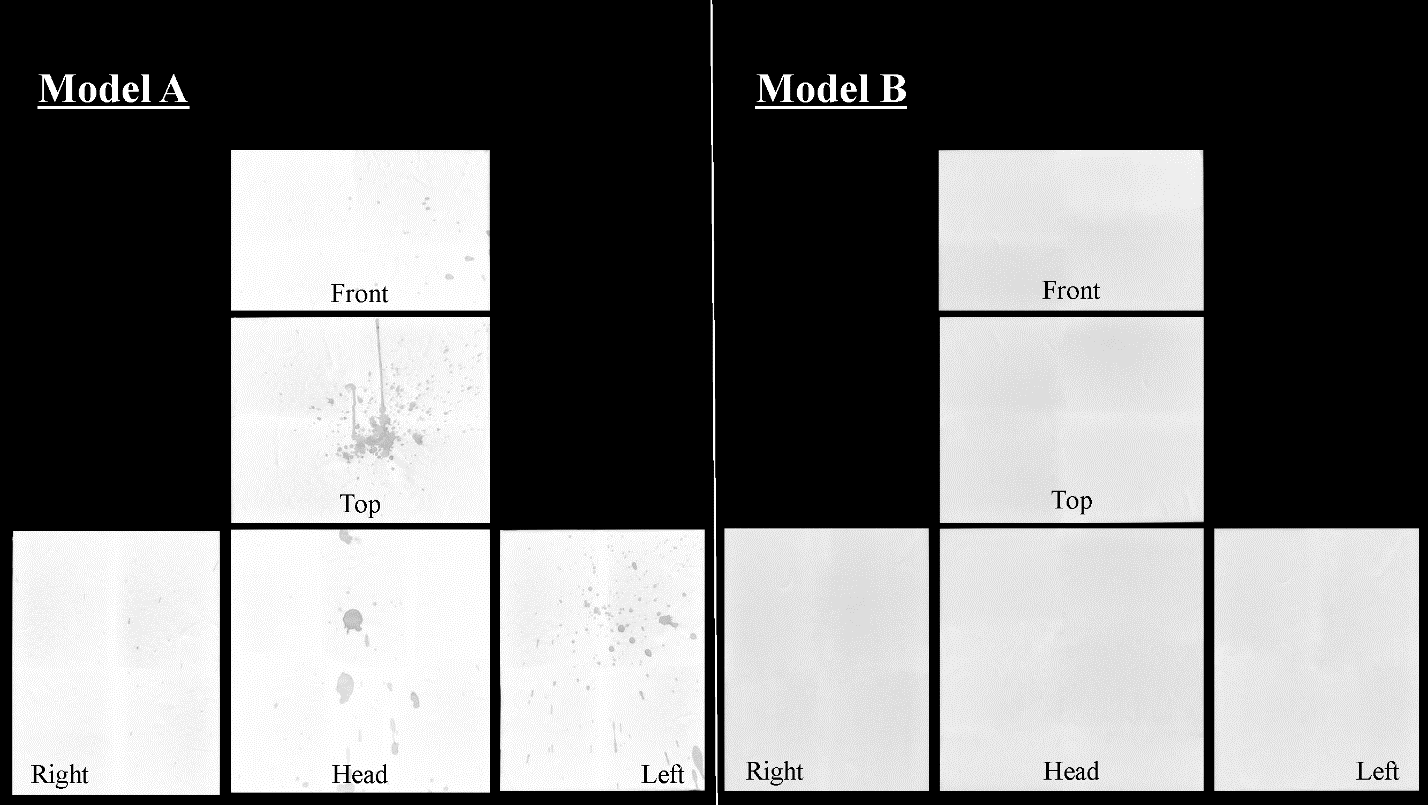 Model A
Front
Top
Right
Head
Left
Model B
Front
Top
Right
Head
Left